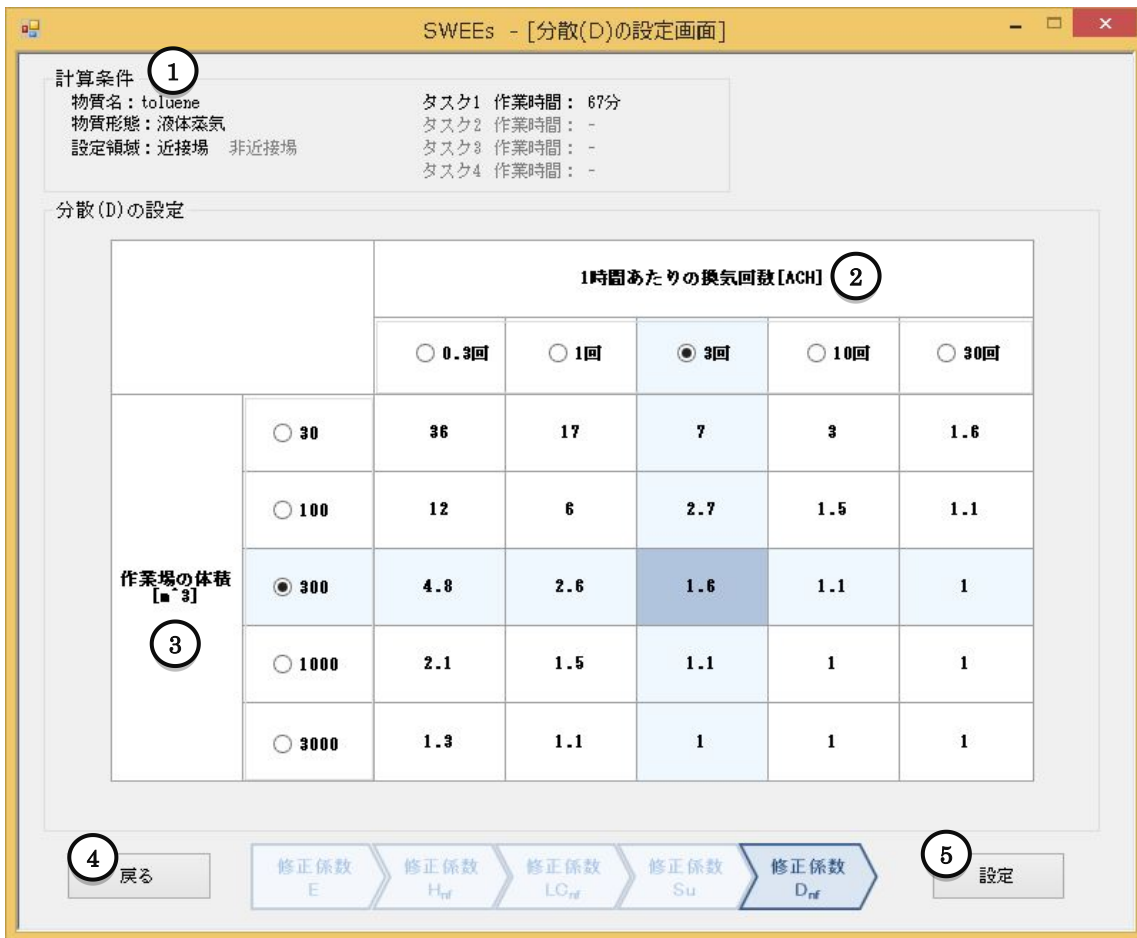 SWEEs - [分散(D)の設定画面]
計算条件 1
物質名：toluene
物質形態：液体蒸気
設定領域：近接場 非近接場
タスク1 作業時間： 67分
タスク2 作業時間： -
タスク3 作業時間： -
タスク4 作業時間： -
分散(D)の設定
1時間あたりの換気回数[ACH] 2
0.3回 1回 3回 10回 30回
作業場の体積
[m^3]
3
30 36 17 7 3 1.6
100 12 6 2.7 1.5 1.1
300 4.8 2.6 1.6 1.1 1
1000 2.1 1.5 1.1 1 1
3000 1.3 1.1 1 1 1
4 戻る
修正係数
E
修正係数
Hnf
修正係数
LCnf
修正係数
Su
修正係数
Dnf
5 設定